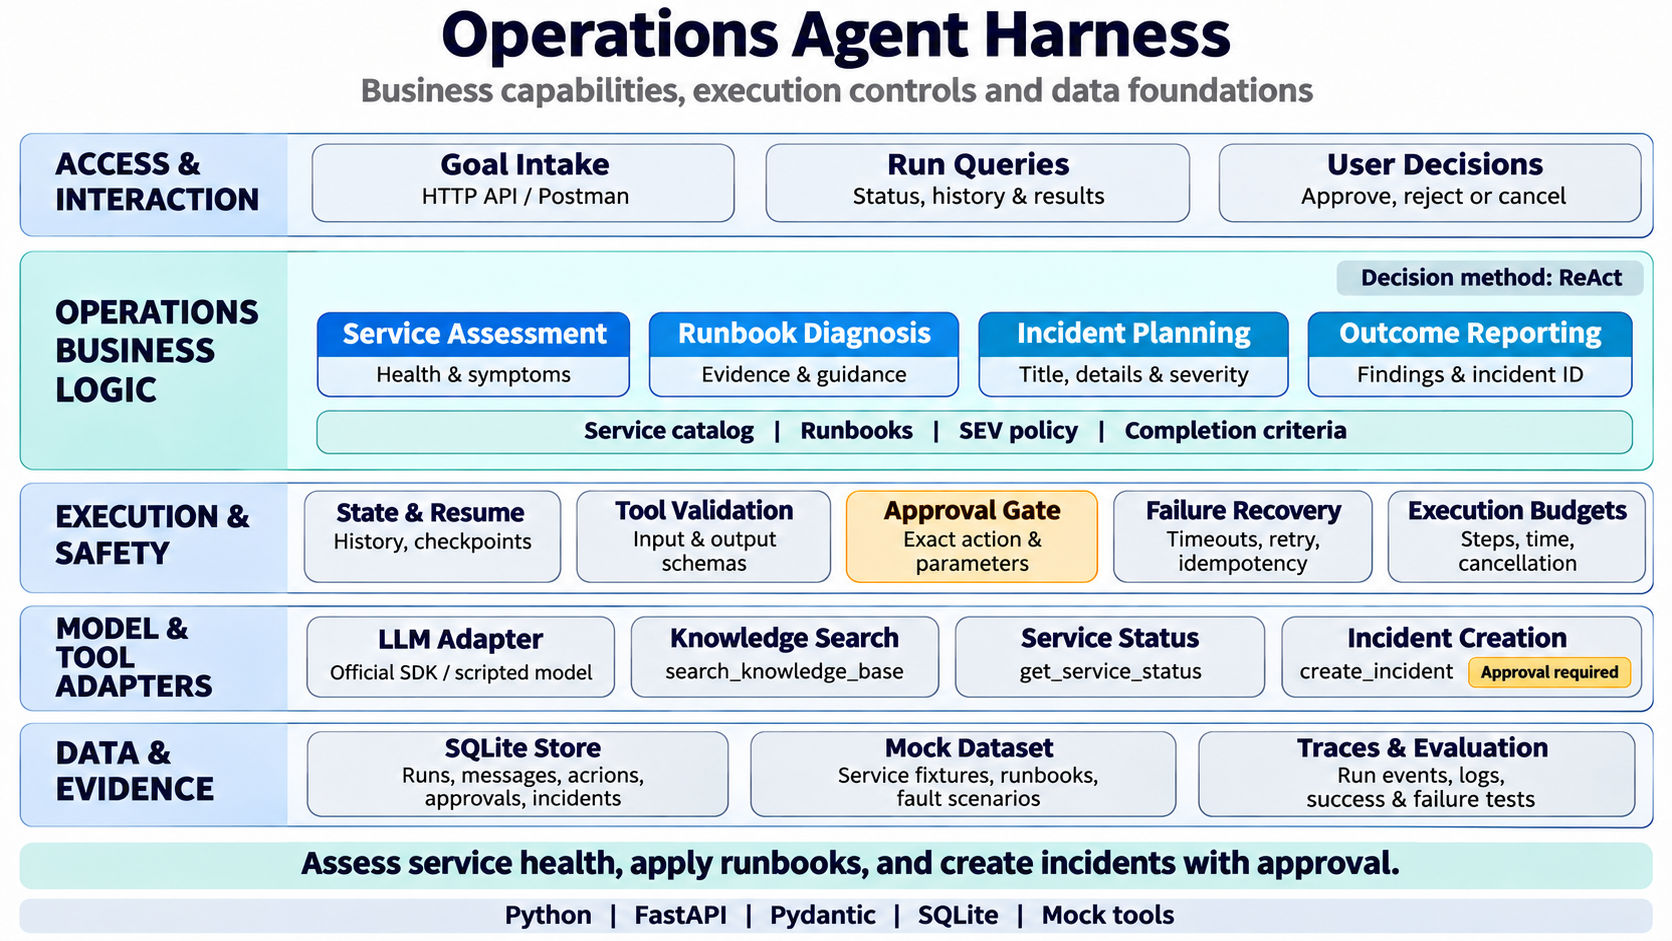 Operations Agent Harness
Business capabilities, execution controls and data foundations
ACCESS &
INTERACTION
Goal Intake
HTTP API / Postman
Run Queries
Status, history & results
User Decisions
Approve, reject or cancel
OPERATIONS
BUSINESS
LOGIC
Decision method: ReAct
Service Assessment
Health & symptoms
Runbook Diagnosis
Evidence & guidance
Incident Planning
Title, details & severity
Outcome Reporting
Findings & incident ID
Service catalog | Runbooks | SEV policy | Completion criteria
EXECUTION &
SAFETY
State & Resume
History, checkpoints
Tool Validation
Input & output
schemas
Approval Gate
Exact action &
parameters
Failure Recovery
Timeouts, retry,
idempotency
Execution Budgets
Steps, time,
cancellation
MODEL &
TOOL
ADAPTERS
LLM Adapter
Official SDK / scripted model
Knowledge Search
search_knowledge_base
Service Status
get_service_status
Incident Creation
create_incident
Approval required
DATA &
EVIDENCE
SQLite Store
Runs, messages, acrions,
approvals, incidents
Mock Dataset
Service fixtures, runbooks,
fault scenarios
Traces & Evaluation
Run events, logs,
success & failure tests
Assess service health, apply runbooks, and create incidents with approval.
Python | FastAPI | Pydantic | SQLite | Mock tools